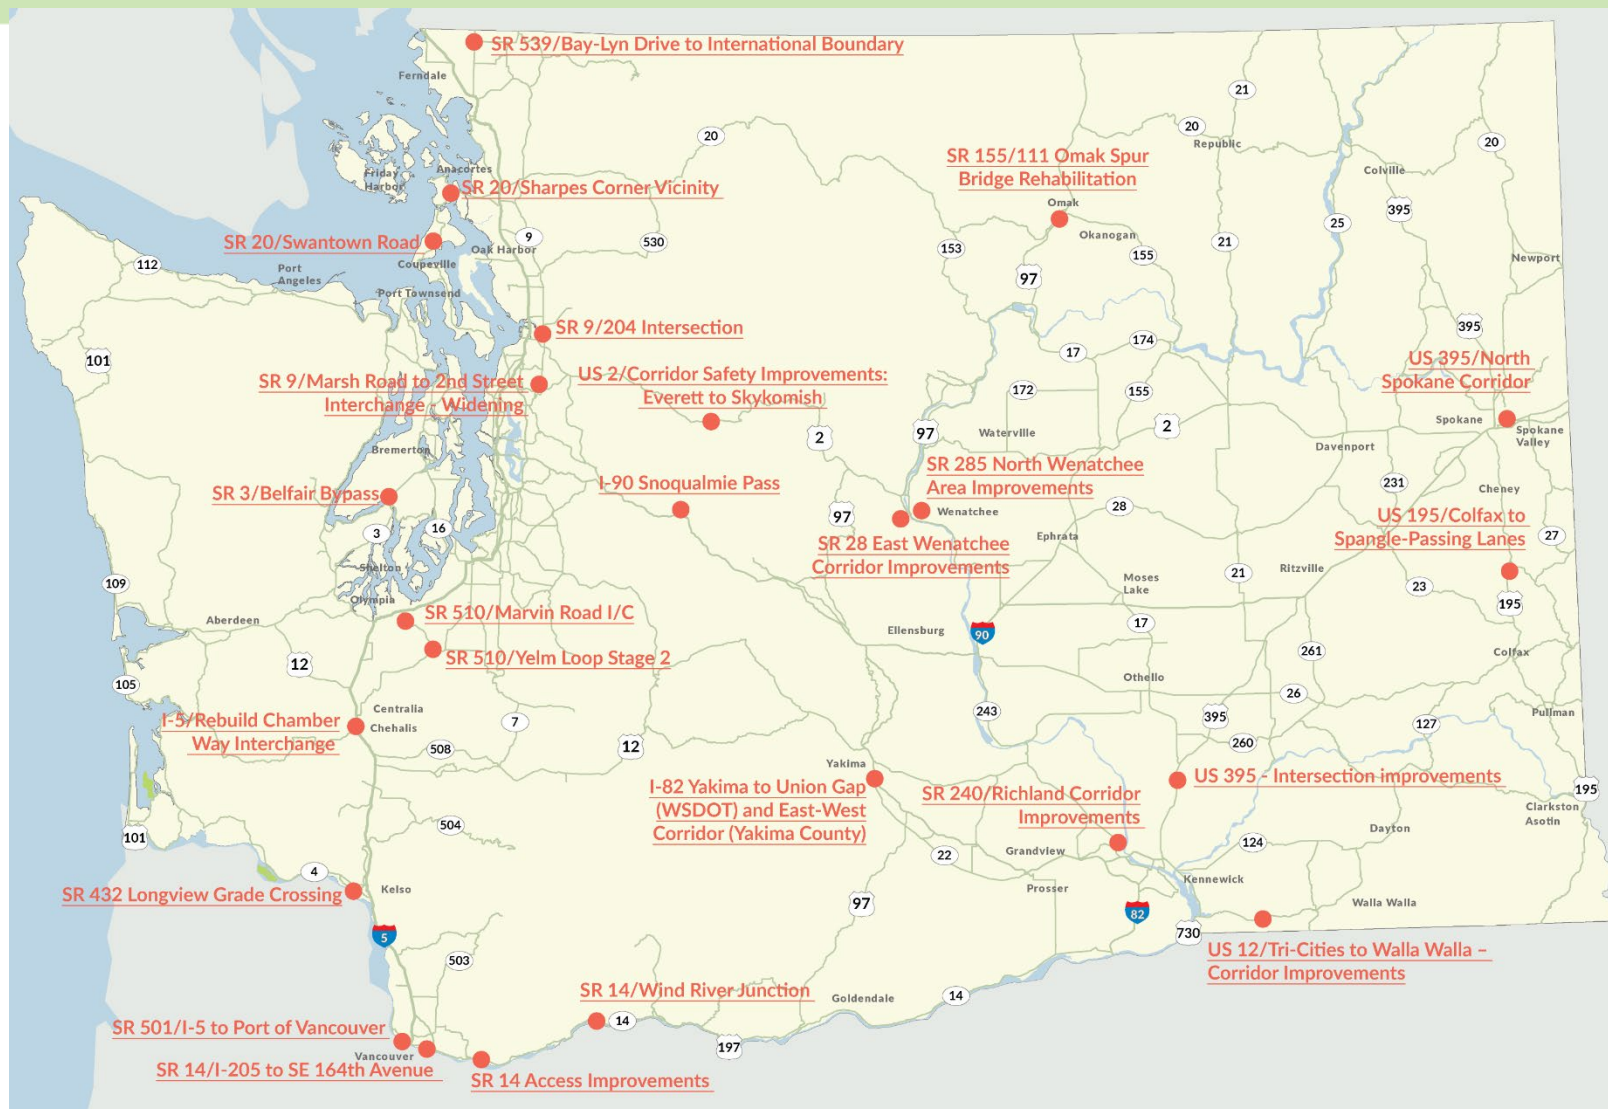 SR 539/Bay-Lyn Drive to International Boundary
Ferndale
21
20
20
Republic
20
SR 155/111 Omak Spur
Bridge Rehabilitation
Anacortes
Friday
Harbor
SR 20/Sharpes Corner Vicinity
Colville
Omak
395
25
SR 20/Swantown Road
Oak Harbor
9
530
153
Okanogan
155
21
Coupeville
112
Port
Angeles
97
Newport
Port Townsend
SR 9/204 Intersection
395
174
17
101
US 395/North
Spokane Corridor
SR 9/Marsh Road to 2nd Street
Interchange - Widening
US 2/Corridor Safety Improvements:
Everett to Skykomish
172
155
2
97
Waterville
2
Spokane
Spokane
Valley
Davenport
Bremerton
SR 285 North Wenatchee
Area Improvements
I-90 Snoqualmie Pass
231
Cheney
SR 3/Belfair Bypass
97
Wenatchee
28
US 195/Colfax to
Spangle-Passing Lanes
3
16
Ephrata
27
SR 28 East Wenatchee
Corridor Improvements
Shelton
109
Moses
Lake
21
Ritzville
23
Olympia
195
SR 510/Marvin Road I/C
Aberdeen
Ellensburg
90
17
261
Colfax
12
SR 510/Yelm Loop Stage 2
Othello
26
105
Centralia
Chehalis
I-5/Rebuild Chamber
Way Interchange
7
243
395
127
Pullman
508
12
260
Yakima
I-82 Yakima to Union Gap
(WSDOT) and East-West
Corridor (Yakima County)
US 395 - Intersection improvements
195
SR 240/Richland Corridor
Improvements
Clarkston
Asotin
504
101
Dayton
124
22
Grandview
4
Kelso
SR 432 Longview Grade Crossing
Prosser
Kennewick
97
Walla Walla
82
5
730
US 12/Tri-Cities to Walla Walla –
Corridor Improvements
503
SR 14/Wind River Junction
Goldendale
14
14
SR 501/I-5 to Port of Vancouver
197
Vancouver
SR 14/I-205 to SE 164th Avenue
SR 14 Access Improvements